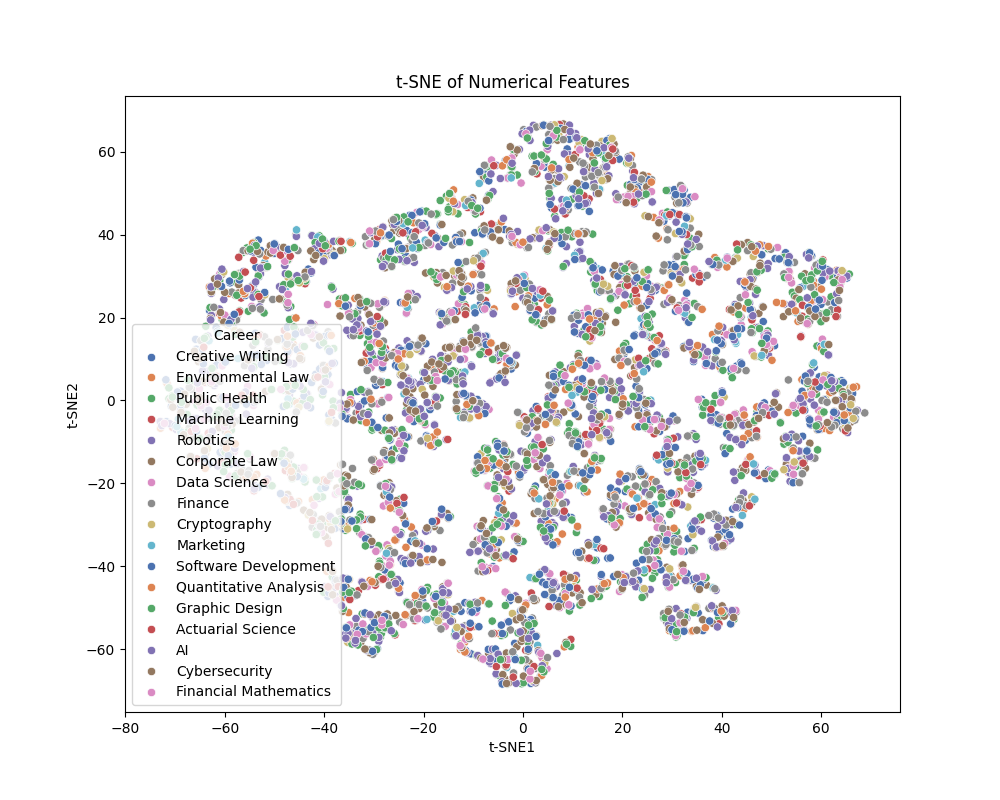 t-SNE of Numerical Features
60
40
20
0
−20
−40
−60
t-SNE2
Career
Creative Writing
Environmental Law
Public Health
Machine Learning
Robotics
Corporate Law
Data Science
Finance
Cryptography
Marketing
Software Development
Quantitative Analysis
Graphic Design
Actuarial Science
AI
Cybersecurity
Financial Mathematics
−80 −60 −40 −20 0 20 40 60
t-SNE1